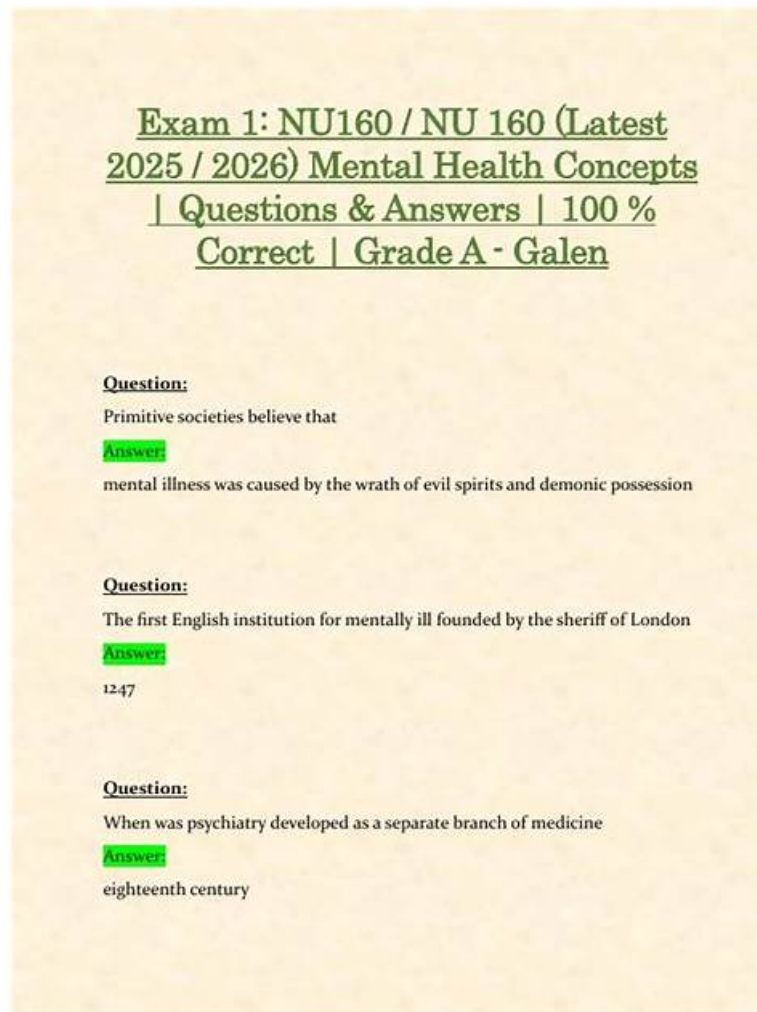 Exam 1: NU160 / NU 160 (Latest
2025 / 2026) Mental Health Concepts
| Questions & Answers | 100 %
Correct | Grade A - Galen
Question:
Primitive societies believe that
Answer:
mental illness was caused by the wrath of evil spirits and demonic possession
Question:
The first English institution for mentally ill founded by the sheriff of London
Answer:
1247
Question:
When was psychiatry developed as a separate branch of medicine
Answer:
eighteenth century